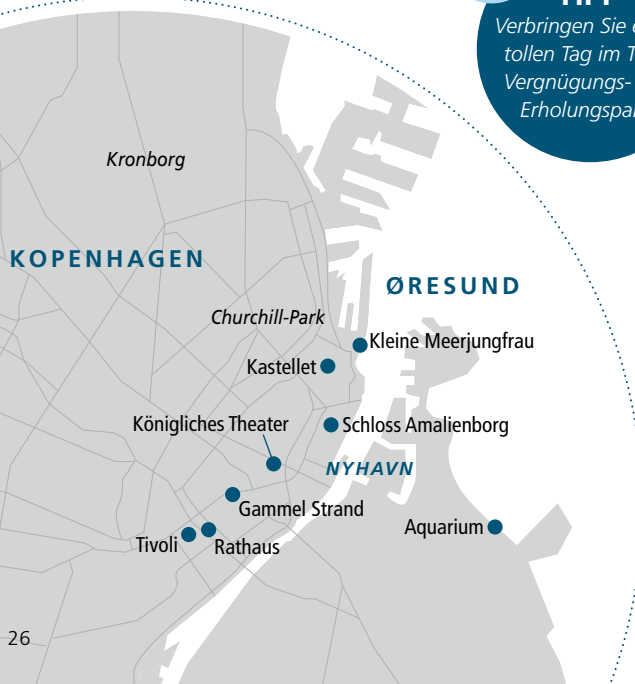 Verbringen Sie
tollen Tag im
Vergnügungs-
Kronborg
KOPENHAGEN
ØRESUND
Churchill-Park
Kleine Meerjungfrau
Kastellet
Königliches Theater
Schloss Amalienborg
NYHAVN
Gammel Strand
Aquarium
Tivoli
Rathaus
26